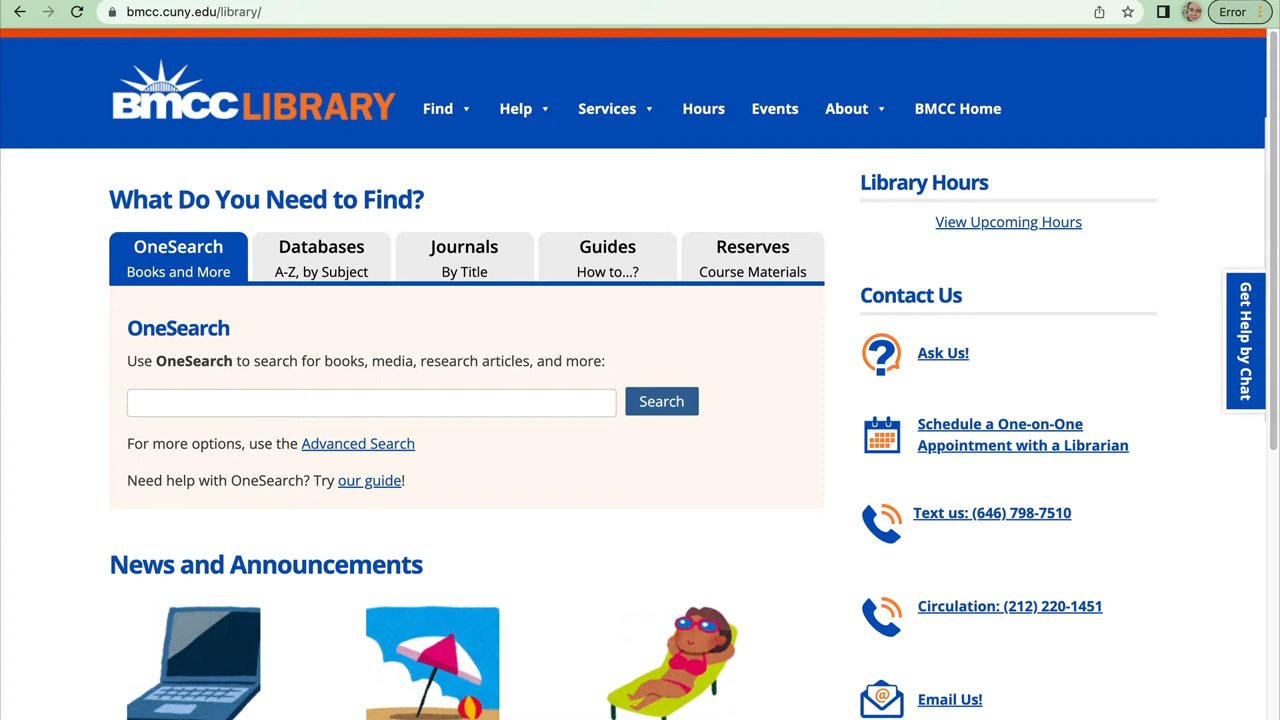 bmcc.cuny.edu/library/
Error
BMCC LIBRARY
Find
Help
Services
Hours
Events
About
BMCC Home
What Do You Need to Find?
OneSearch
Books and More
Databases
A-Z, by Subject
Journals
By Title
Guides
How to...?
Reserves
Course Materials
OneSearch
Use OneSearch to search for books, media, research articles, and more:
Search
For more options, use the Advanced Search
Need help with OneSearch? Try our guide!
News and Announcements
Library Hours
View Upcoming Hours
Contact Us
Ask Us!
Schedule a One-on-One
Appointment with a Librarian
Text us: (646) 798-7510
Circulation: (212) 220-1451
Email Us!
Get Help by Chat